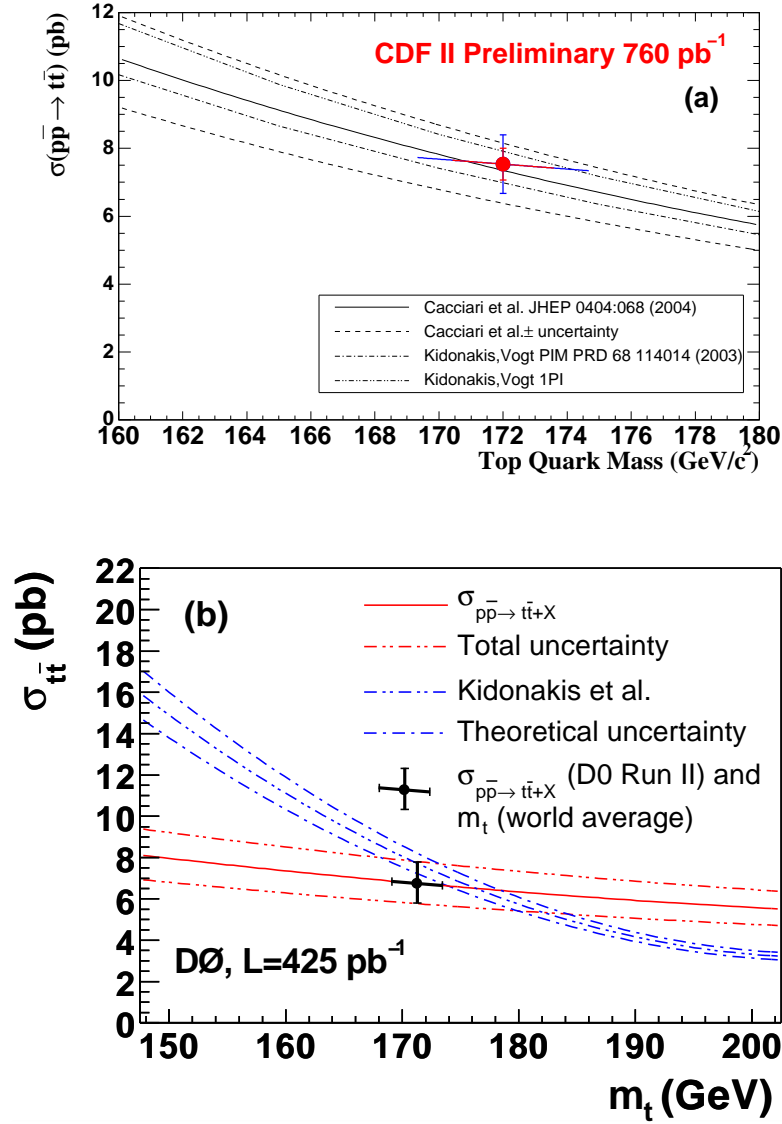 σ(pp̅ → tt̅) (pb)
12
10
8
6
4
2
0
CDF II Preliminary 760 pb⁻¹
(a)
Cacciari et al. JHEP 0404:068 (2004)
Cacciari et al.± uncertainty
Kidonakis,Vogt PIM PRD 68 114014 (2003)
Kidonakis,Vogt 1PI
160 162 164 166 168 170 172 174 176 178 180
Top Quark Mass (GeV/c²)
σtt̅ (pb)
22
20
18
16
14
12
10
8
6
4
2
0
(b)
σpp̅→ tt̅+X
Total uncertainty
Kidonakis et al.
Theoretical uncertainty
σpp̅→ tt̅+X (D0 Run II) and
mt (world average)
DØ, L=425 pb⁻¹
150 160 170 180 190 200
mt (GeV)